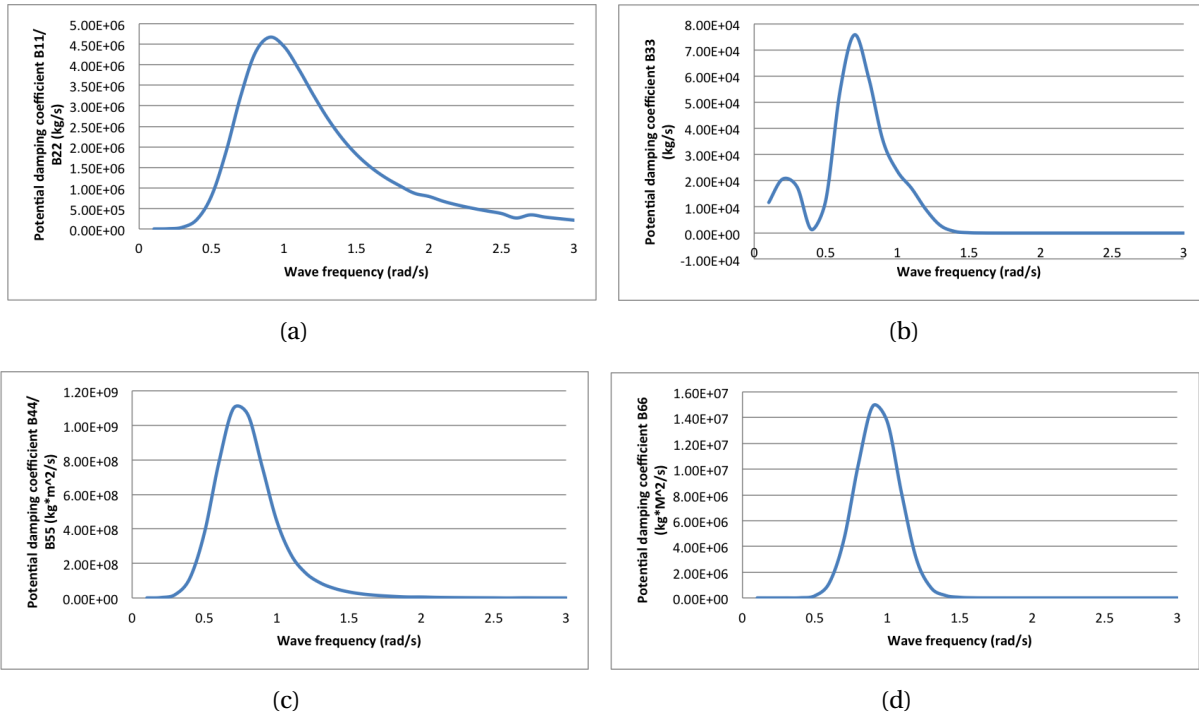 5.00E+06
4.50E+06
4.00E+06
3.50E+06
3.00E+06
2.50E+06
2.00E+06
1.50E+06
1.00E+06
5.00E+05
0.00E+00
Potential damping coefficient B11/
B22 (kg/s)
0 0.5 1 1.5 2 2.5 3
Wave frequency (rad/s)
(a)
8.00E+04
7.00E+04
6.00E+04
5.00E+04
4.00E+04
3.00E+04
2.00E+04
1.00E+04
0.00E+00
-1.00E+04
Potential damping coefficient B33
(kg/s)
0 0.5 1 1.5 2 2.5 3
Wave frequency (rad/s)
(b)
1.20E+09
1.00E+09
8.00E+08
6.00E+08
4.00E+08
2.00E+08
0.00E+00
Potential damping coefficient B44/
B55 (kg*m^2/s)
0 0.5 1 1.5 2 2.5 3
Wave frequency (rad/s)
(c)
1.60E+07
1.40E+07
1.20E+07
1.00E+07
8.00E+06
6.00E+06
4.00E+06
2.00E+06
0.00E+00
Potential damping coefficient B66
(kg*M^2/s)
0 0.5 1 1.5 2 2.5 3
Wave frequency (rad/s)
(d)